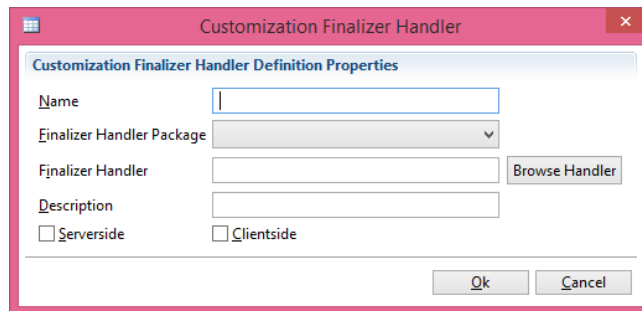 Customization Finalizer Handler
Customization Finalizer Handler Definition Properties
Name
Finalizer Handler Package
Finalizer Handler
Browse Handler
Description
Serverside
Clientside
Ok
Cancel